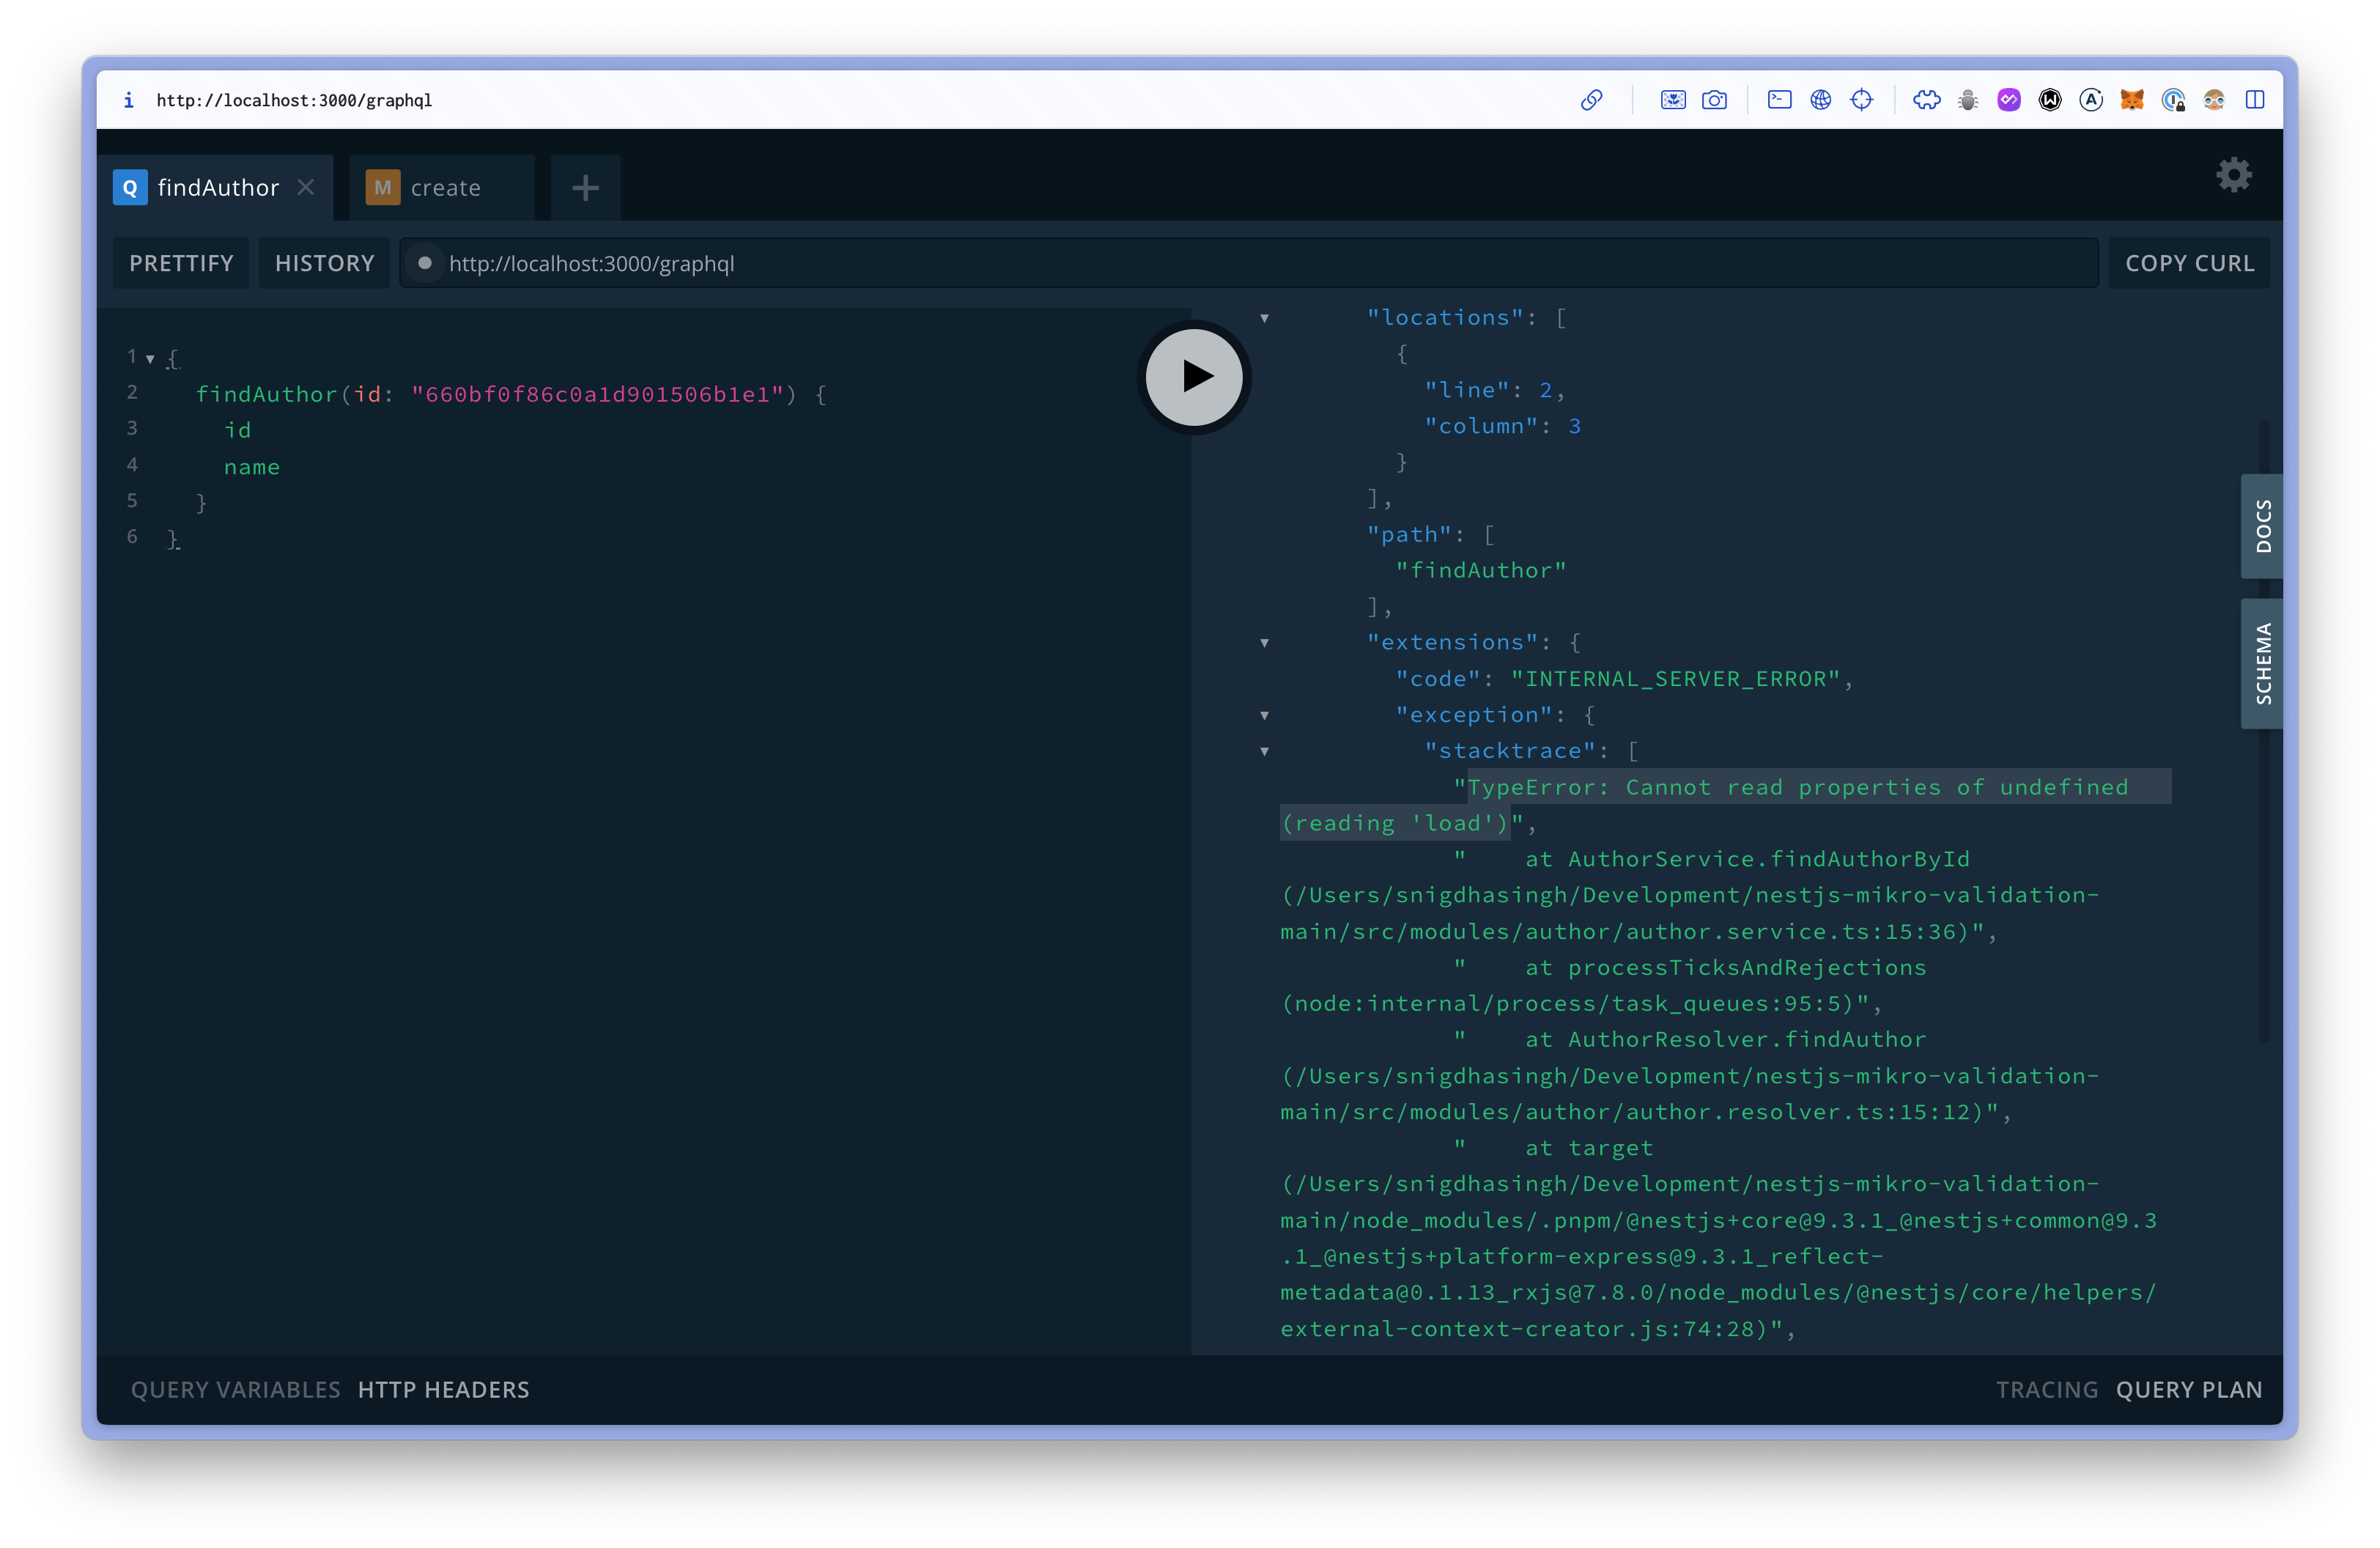 http://localhost:3000/graphql
Q findAuthor
M create
PRETTIFY HISTORY http://localhost:3000/graphql COPY CURL
1 {
2 findAuthor(id: "660bf0f86c0a1d901506b1e1") {
3 id
4 name
5 }
6 }
"locations": [
{
"line": 2,
"column": 3
}
],
"path": [
"findAuthor"
],
"extensions": {
"code": "INTERNAL_SERVER_ERROR",
"exception": {
"stacktrace": [
"TypeError: Cannot read properties of undefined
(reading 'load')",
" at AuthorService.findAuthorById
(/Users/snigdhasingh/Development/nestjs-mikro-validation-
main/src/modules/author/author.service.ts:15:36)",
" at processTicksAndRejections
(node:internal/process/task_queues:95:5)",
" at AuthorResolver.findAuthor
(/Users/snigdhasingh/Development/nestjs-mikro-validation-
main/src/modules/author/author.resolver.ts:15:12)",
" at target
(/Users/snigdhasingh/Development/nestjs-mikro-validation-
main/node_modules/.pnpm/@nestjs+core@9.3.1_@nestjs+common@9.3
.1_@nestjs+platform-express@9.3.1_reflect-
metadata@0.1.13_rxjs@7.8.0/node_modules/@nestjs/core/helpers/
external-context-creator.js:74:28)",
DOCS
SCHEMA
QUERY VARIABLES HTTP HEADERS
TRACING QUERY PLAN